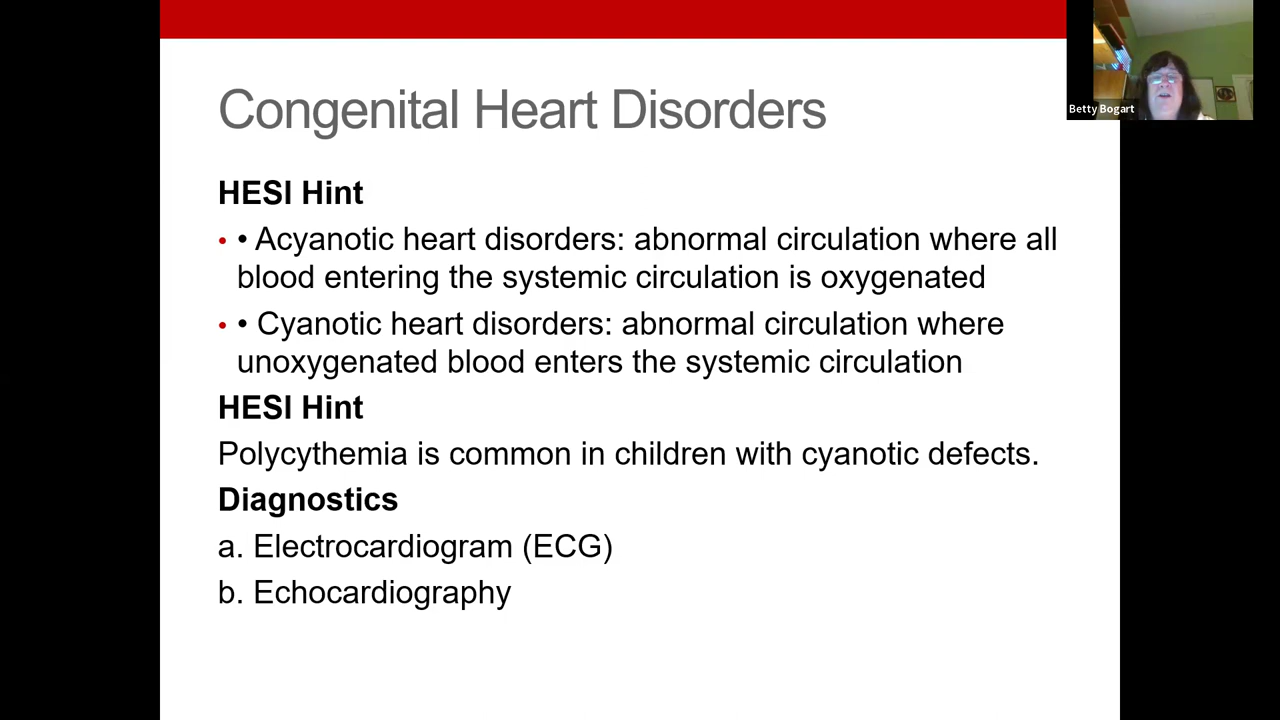 Congenital Heart Disorders
Betty Bogart
HESI Hint
• • Acyanotic heart disorders: abnormal circulation where all
blood entering the systemic circulation is oxygenated
• • Cyanotic heart disorders: abnormal circulation where
unoxygenated blood enters the systemic circulation
HESI Hint
Polycythemia is common in children with cyanotic defects.
Diagnostics
a. Electrocardiogram (ECG)
b. Echocardiography